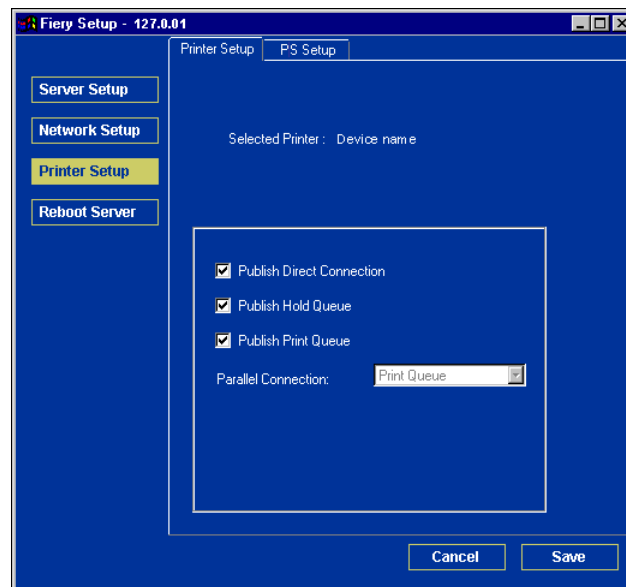 Fiery Setup - 127.0.01
Printer Setup
PS Setup
Server Setup
Network Setup
Printer Setup
Reboot Server
Selected Printer : Device name
Publish Direct Connection
Publish Hold Queue
Publish Print Queue
Parallel Connection: Print Queue
Cancel
Save